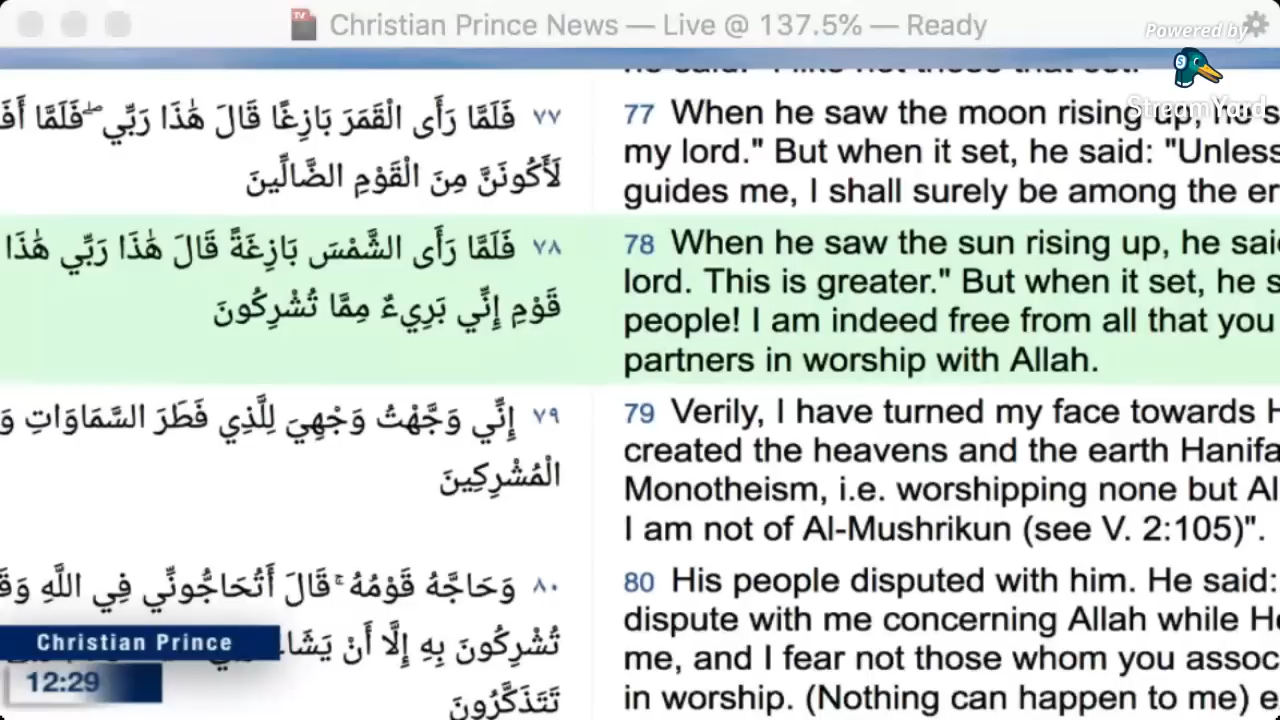 Christian Prince News — Live @ 137.5% — Ready
Powered by
StreamYard
٧٧ فَلَمَّا رَأَى الْقَمَرَ بَازِغًا قَالَ هَٰذَا رَبِّي ۖ فَلَمَّا
لَأَكُونَنَّ مِنَ الْقَوْمِ الضَّالِّينَ
77 When he saw the moon rising up, he s
my lord." But when it set, he said: "Unless
guides me, I shall surely be among the er
٧٨ فَلَمَّا رَأَى الشَّمْسَ بَازِغَةً قَالَ هَٰذَا رَبِّي هَٰذَا
قَوْمِ إِنِّي بَرِيءٌ مِمَّا تُشْرِكُونَ
78 When he saw the sun rising up, he sai
lord. This is greater." But when it set, he s
people! I am indeed free from all that you
partners in worship with Allah.
٧٩ إِنِّي وَجَّهْتُ وَجْهِيَ لِلَّذِي فَطَرَ السَّمَاوَاتِ وَ
الْمُشْرِكِينَ
79 Verily, I have turned my face towards H
created the heavens and the earth Hanifa
Monotheism, i.e. worshipping none but Al
I am not of Al-Mushrikun (see V. 2:105)".
٨٠ وَحَاجَّهُ قَوْمُهُ ۚ قَالَ أَتُحَاجُّونِّي فِي اللَّهِ وَقَ
تُشْرِكُونَ بِهِ إِلَّا أَنْ يَشَا
تَتَذَكَّرُونَ
80 His people disputed with him. He said:
dispute with me concerning Allah while He
me, and I fear not those whom you assoc
in worship. (Nothing can happen to me) e
Christian Prince
12:29